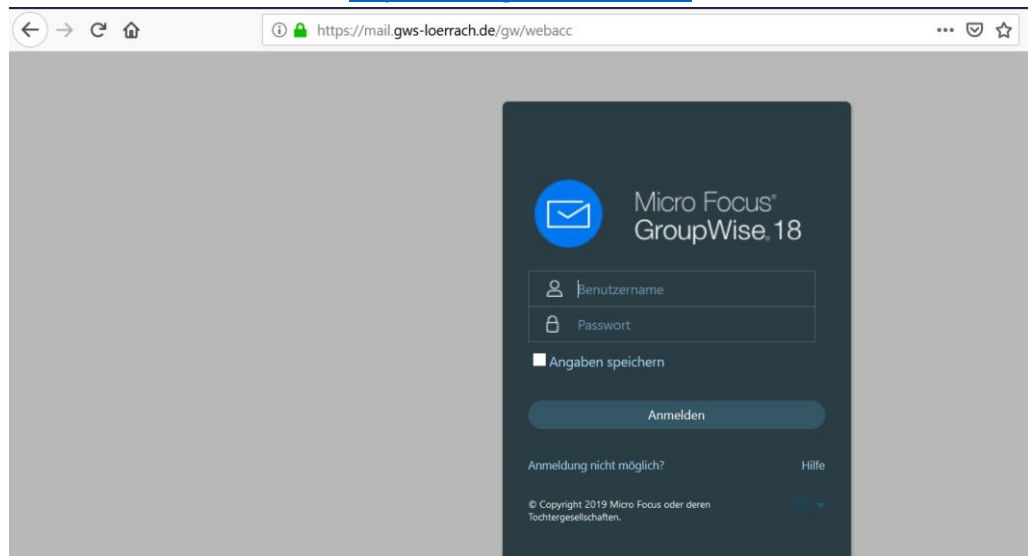 https://mail.gws-loerrach.de/gw/webacc
Micro Focus®
GroupWise. 18
Benutzername
Passwort
Angaben speichern
Anmelden
Anmeldung nicht möglich? Hilfe
© Copyright 2019 Micro Focus oder deren
Tochtergesellschaften.